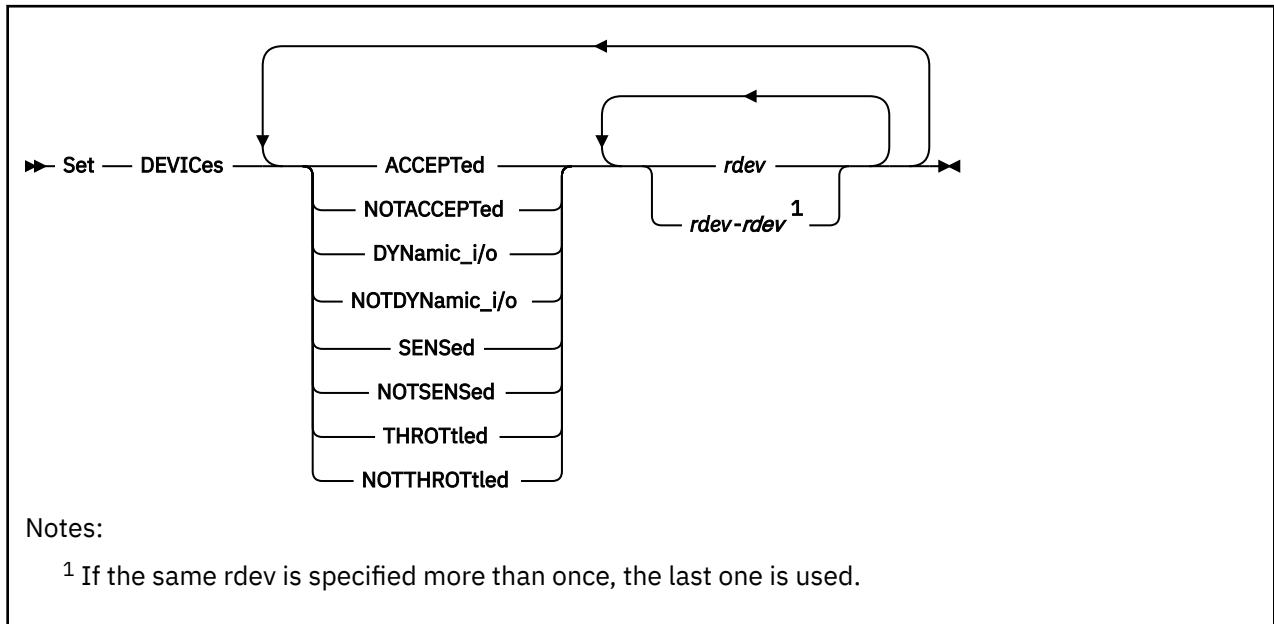 Set DEVICes ACCEPTed rdev
NOTACCEPTed rdev-rdev 1
DYNamic_i/o
NOTDYNamic_i/o
SENSed
NOTSENSed
THROTtled
NOTTHROTtled
Notes:
1 If the same rdev is specified more than once, the last one is used.